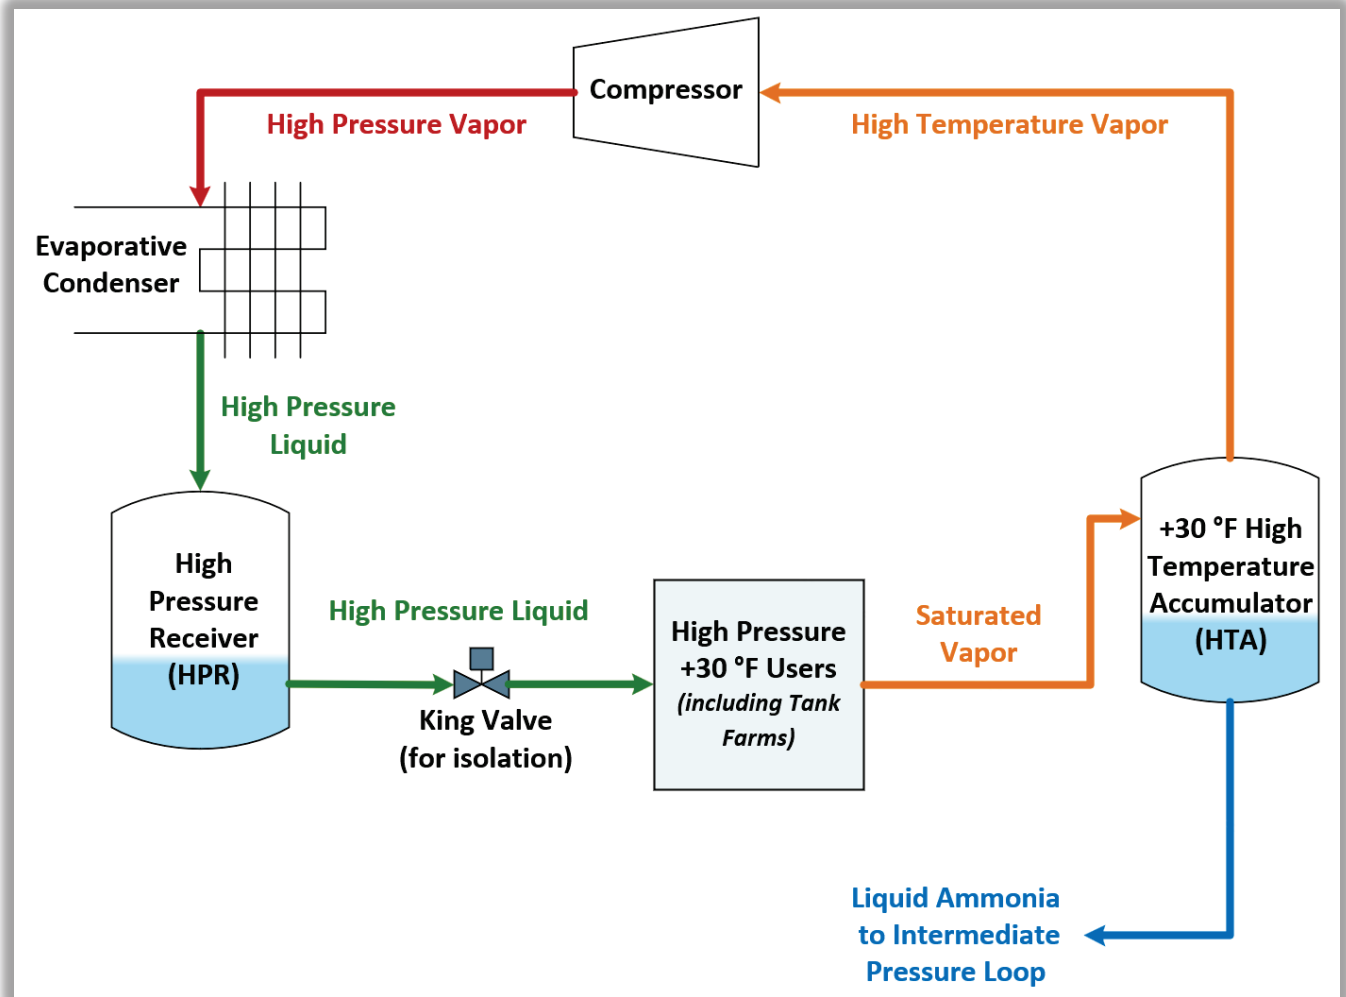 Compressor
High Pressure Vapor
High Temperature Vapor
Evaporative
Condenser
High Pressure
Liquid
High
Pressure
Receiver
(HPR)
High Pressure Liquid
King Valve
(for isolation)
High Pressure
+30 °F Users
(including Tank
Farms)
Saturated
Vapor
+30 °F High
Temperature
Accumulator
(HTA)
Liquid Ammonia
to Intermediate
Pressure Loop